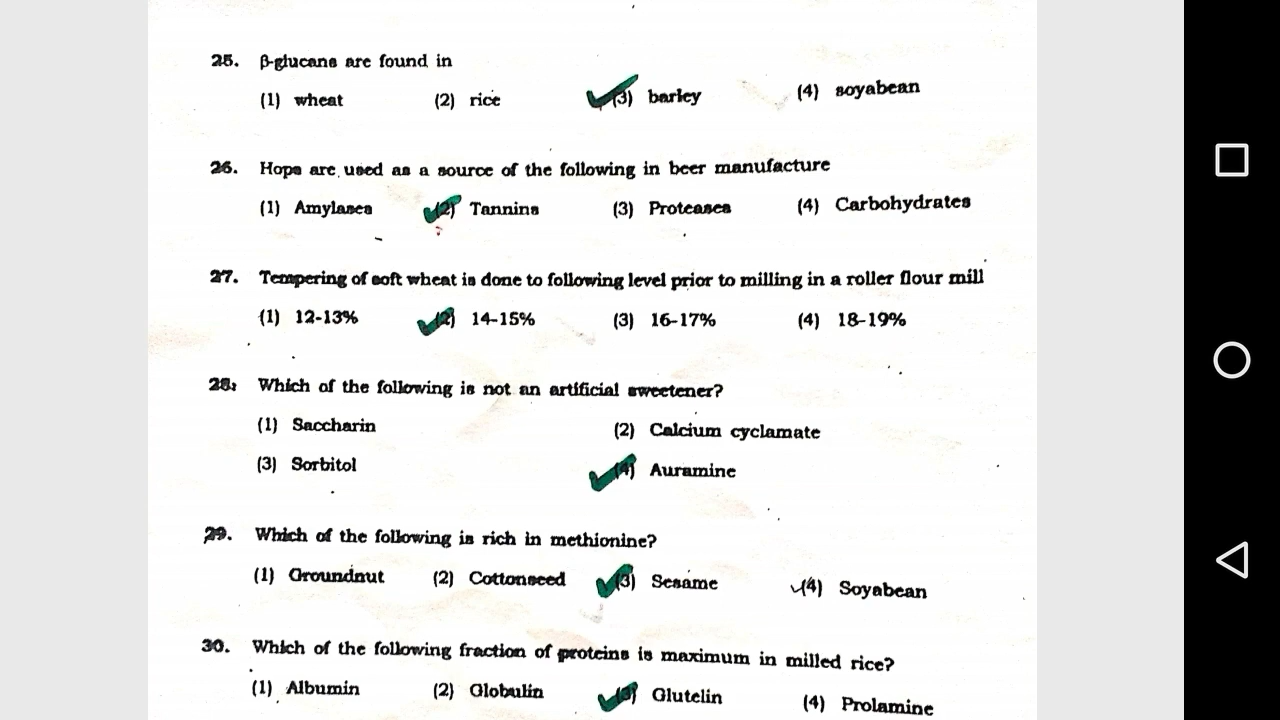 25. β-glucans are found in
(1) wheat (2) rice (3) barley (4) soyabean
26. Hops are used as a source of the following in beer manufacture
(1) Amylases (2) Tannins (3) Proteases (4) Carbohydrates
27. Tempering of soft wheat is done to following level prior to milling in a roller flour mill
(1) 12-13% (2) 14-15% (3) 16-17% (4) 18-19%
28. Which of the following is not an artificial sweetener?
(1) Saccharin (2) Calcium cyclamate
(3) Sorbitol (4) Auramine
29. Which of the following is rich in methionine?
(1) Groundnut (2) Cottonseed (3) Sesame (4) Soyabean
30. Which of the following fraction of proteins is maximum in milled rice?
(1) Albumin (2) Globulin (3) Glutelin (4) Prolamine